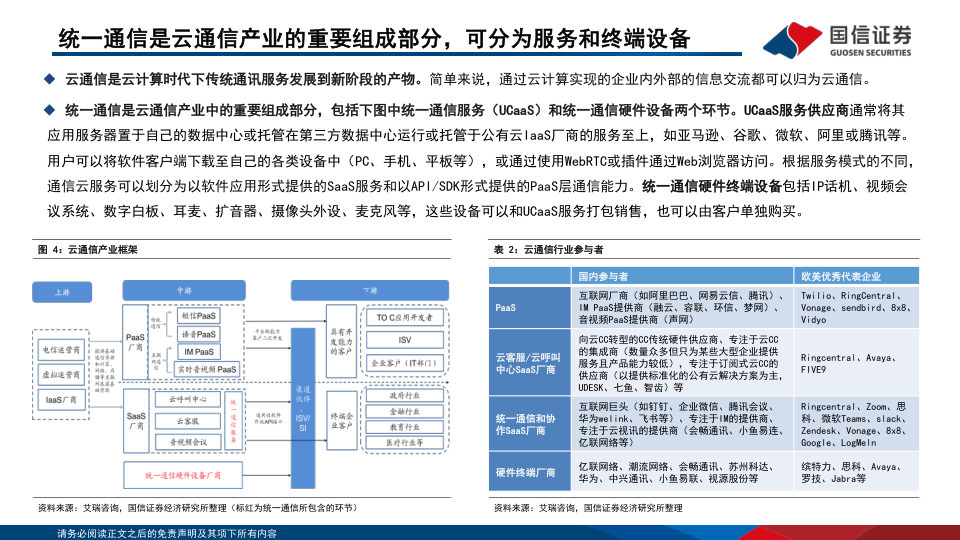 统一通信是云通信产业的重要组成部分，可分为服务和终端设备
国信证券
GUOSEN SECURITIES
◆ 云通信是云计算时代下传统通讯服务发展到新阶段的产物。简单来说，通过云计算实现的企业内外部的信息交流都可以归为云通信。
◆ 统一通信是云通信产业中的重要组成部分，包括下图中统一通信服务（UCaaS）和统一通信硬件设备两个环节。UCaaS服务供应商通常将其
应用服务器置于自己的数据中心或托管在第三方数据中心运行或托管于公有云IaaS厂商的服务至上，如亚马逊、谷歌、微软、阿里或腾讯等。
用户可以将软件客户端下载至自己的各类设备中（PC、手机、平板等），或通过使用WebRTC或插件通过Web浏览器访问。根据服务模式的不同，
通信云服务可以划分为以软件应用形式提供的SaaS服务和以API/SDK形式提供的PaaS层通信能力。统一通信硬件终端设备包括IP话机、视频会
议系统、数字白板、耳麦、扩音器、摄像头外设、麦克风等，这些设备可以和UCaaS服务打包销售，也可以由客户单独购买。
图 4：云通信产业框架
上游
中游
下游
电信运营商
虚拟运营商
IaaS厂商
PaaS
厂商
传统
通信
短信PaaS
语音PaaS
互联
网通
信
IM PaaS
实时音视频 PaaS
SaaS
厂商
云呼叫中心
云客服
音视频会议
统一通信服务
统一通信硬件设备厂商
渠道
伙伴
、
ISV/
SI
具有开
发能力
的客户
TO C应用开发者
ISV
企业客户（IT部门）
终端企
业客户
政府行业
金融行业
教育行业
医疗行业等
资料来源：艾瑞咨询，国信证券经济研究所整理（标红为统一通信所包含的环节）
表 2：云通信行业参与者
国内参与者
欧美优秀代表企业
PaaS
互联网厂商（如阿里巴巴、网易云信、腾讯）、
IM PaaS提供商（融云、容联、环信、梦网）、
音视频PaaS提供商（声网）
Twilio、RingCentral、
Vonage、sendbird、8x8、
Vidyo
云客服/云呼叫
中心SaaS厂商
向云CC转型的CC传统硬件供应商、专注于云CC
的集成商（数量众多但只为某些大型企业提供
服务且产品能力较低），专注于订阅式云CC的
供应商（以提供标准化的公有云解决方案为主，
UDESK、七鱼、智齿）等
Ringcentral、Avaya、
FIVE9
统一通信和协
作SaaS厂商
互联网巨头（如钉钉、企业微信、腾讯会议、
华为welink、飞书等）、专注于IM的提供商、
专注于云视讯的提供商（会畅通讯、小鱼易连、
亿联网络等）
Ringcentral、Zoom、思
科、微软Teams、slack、
Zendesk、Vonage、8x8、
Google、LogMeIn
硬件终端厂商
亿联网络、潮流网络、会畅通讯、苏州科达、
华为、中兴通讯、小鱼易联、视源股份等
缤特力、思科、Avaya、
罗技、Jabra等
资料来源：艾瑞咨询，国信证券经济研究所整理
请务必阅读正文之后的免责声明及其项下所有内容